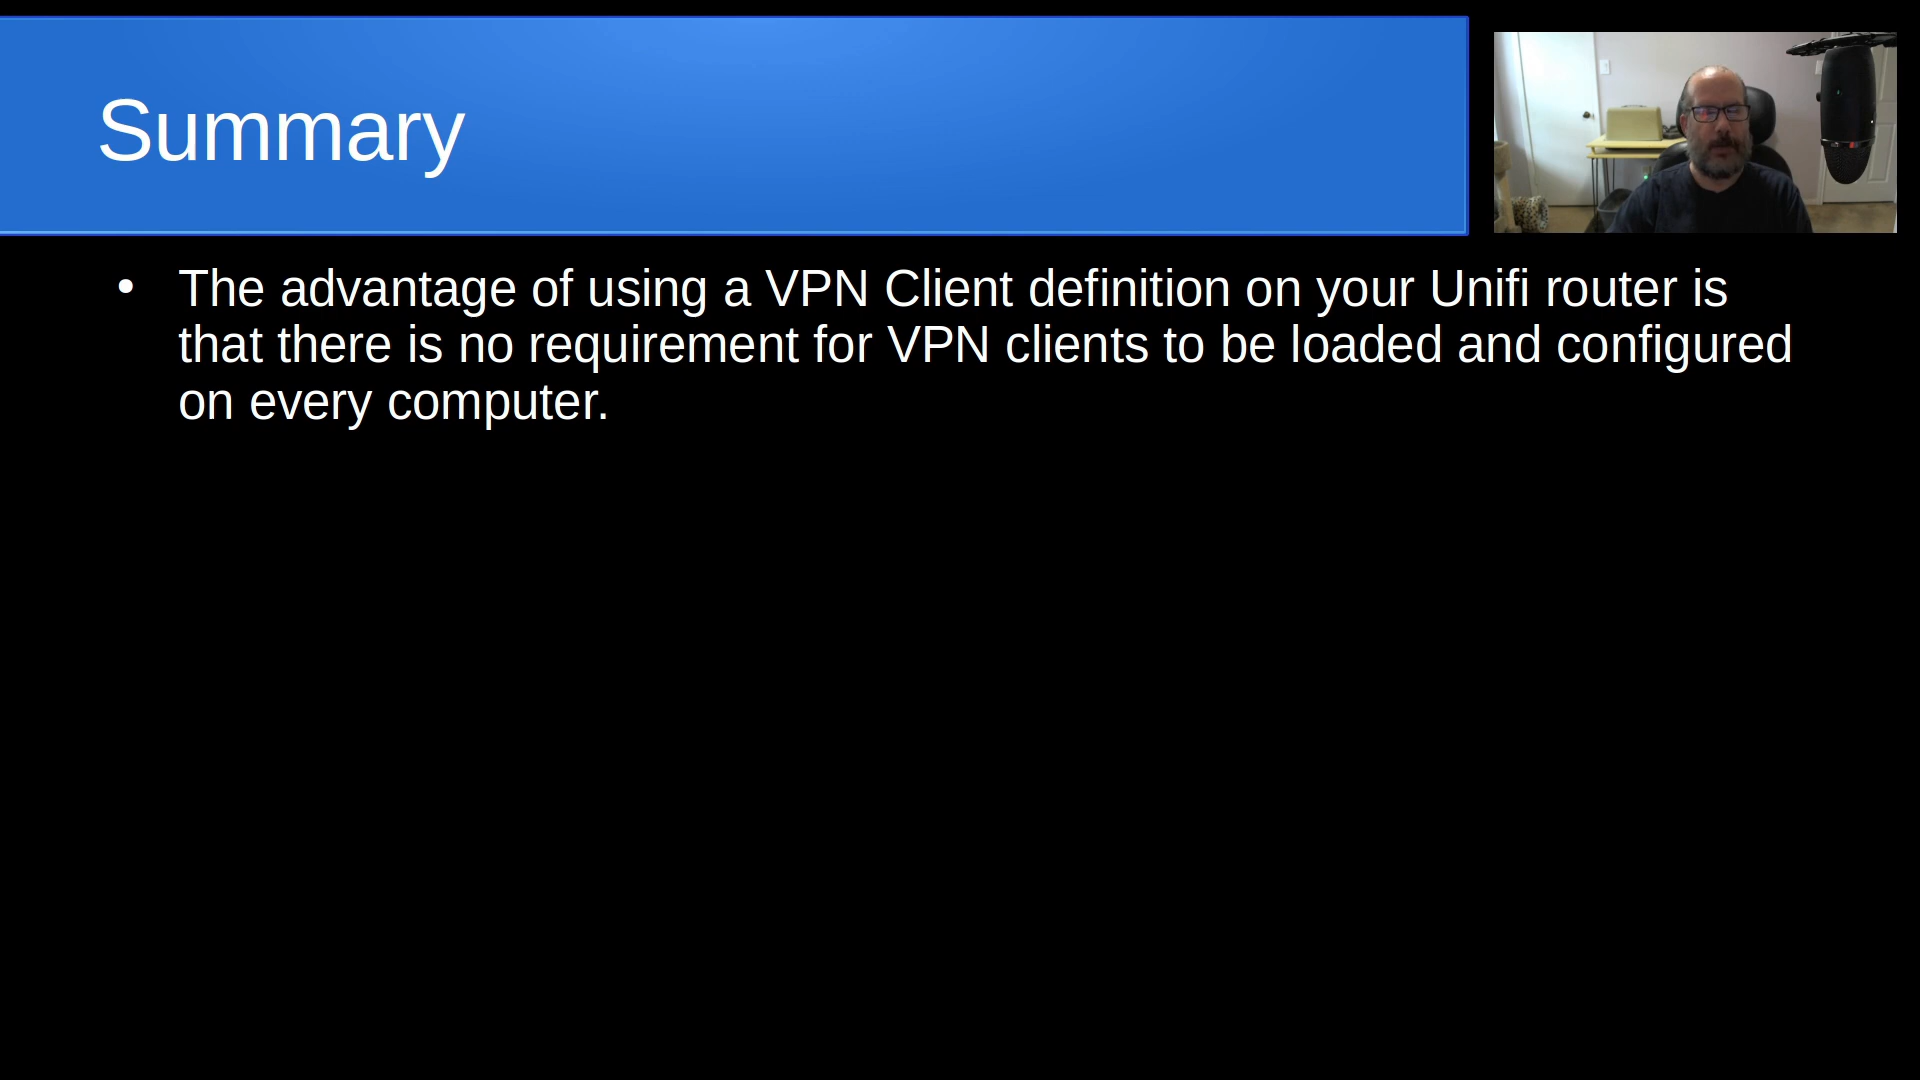 Summary
• The advantage of using a VPN Client definition on your Unifi router is
that there is no requirement for VPN clients to be loaded and configured
on every computer.